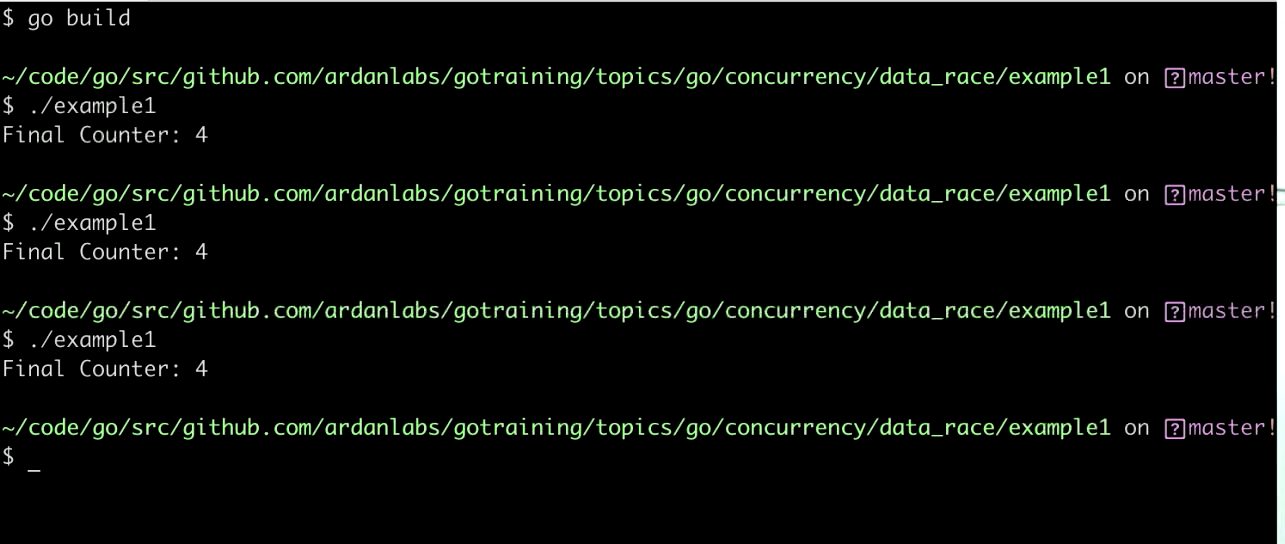 $ go build
~/code/go/src/github.com/ardanlabs/gotraining/topics/go/concurrency/data_race/example1 on ?master!
$ ./example1
Final Counter: 4
~/code/go/src/github.com/ardanlabs/gotraining/topics/go/concurrency/data_race/example1 on ?master!
$ ./example1
Final Counter: 4
~/code/go/src/github.com/ardanlabs/gotraining/topics/go/concurrency/data_race/example1 on ?master!
$ ./example1
Final Counter: 4
~/code/go/src/github.com/ardanlabs/gotraining/topics/go/concurrency/data_race/example1 on ?master!
$ _